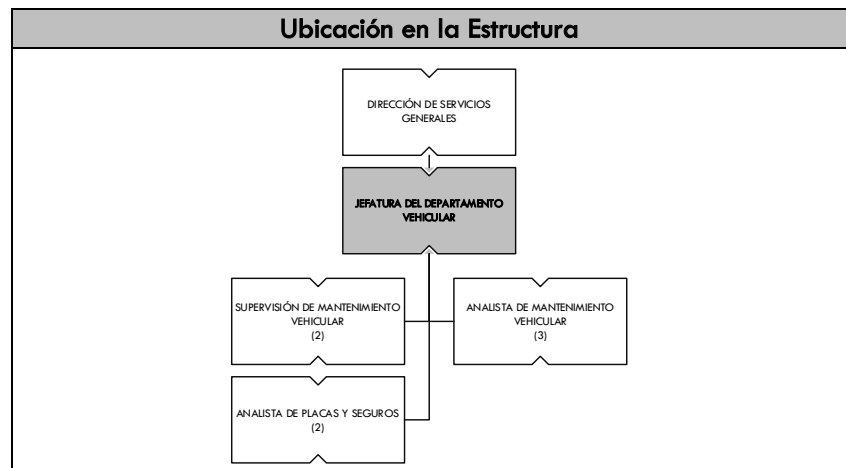 Ubicación en la Estructura
DIRECCIÓN DE SERVICIOS
GENERALES
JEFATURA DEL DEPARTAMENTO
VEHICULAR
SUPERVISIÓN DE MANTENIMIENTO
VEHICULAR
(2)
ANALISTA DE MANTENIMIENTO
VEHICULAR
(3)
ANALISTA DE PLACAS Y SEGUROS
(2)